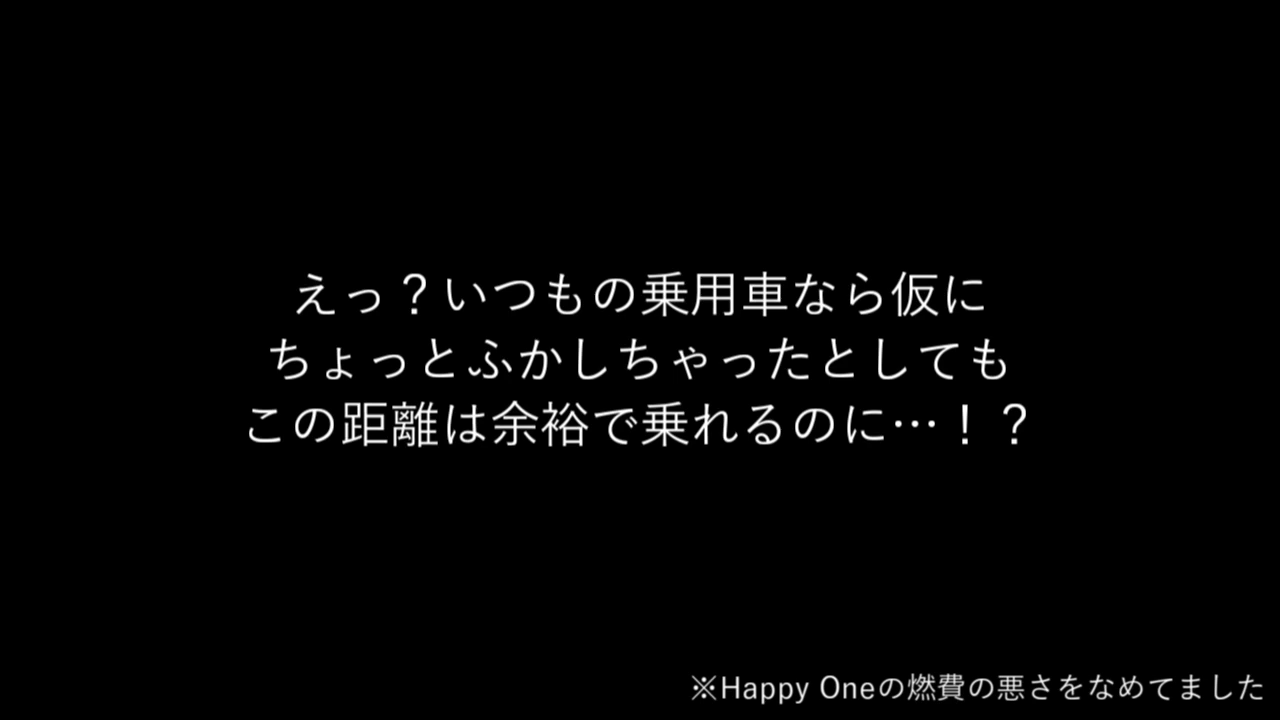 えっ？いつもの乗用車なら仮に
ちょっとふかしちゃったとしても
この距離は余裕で乗れるのに…！？
※Happy Oneの燃費の悪さをなめてました